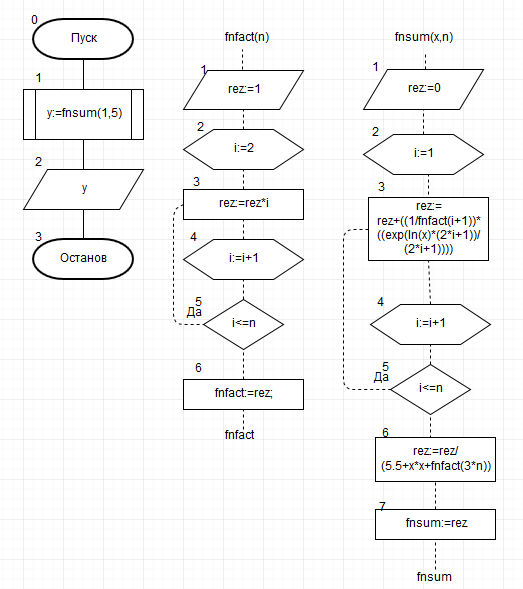 0
Пуск
1
y:=fnsum(1,5)
2
y
3
Останов
fnfact(n)
1
rez:=1
2
i:=2
3
rez:=rez*i
4
i:=i+1
5
Да
i<=n
6
fnfact:=rez;
fnfact
fnsum(x,n)
1
rez:=0
2
i:=1
3
rez:=
rez+((1/fnfact(i+1))*
((exp(ln(x)*(2*i+1))/
(2*i+1))))
4
i:=i+1
5
Да
i<=n
6
rez:=rez/
(5.5+x*x+fnfact(3*n))
7
fnsum:=rez
fnsum